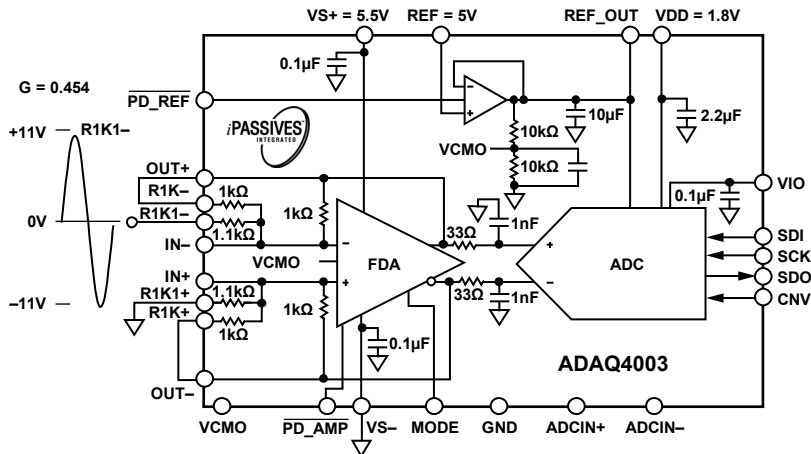 VS+ = 5.5V
REF = 5V
REF_OUT
VDD = 1.8V
0.1µF
G = 0.454
PD_REF
iPASSIVES™
INTEGRATED
10µF
2.2µF
+11V
R1K1–
10kΩ
VCMO
10kΩ
OUT+
R1K-
1kΩ
VIO
0.1µF
0V
R1K1–
1.1kΩ
1kΩ
1nF
33Ω
SDI
IN–
VCMO
FDA
ADC
SCK
IN+
SDO
–11V
R1K1+
1.1kΩ
33Ω
1nF
CNV
R1K+
1kΩ
1kΩ
0.1µF
ADAQ4003
OUT–
VCMO
PD_AMP
VS–
MODE
GND
ADCIN+
ADCIN–
–
+
–
+
+
–